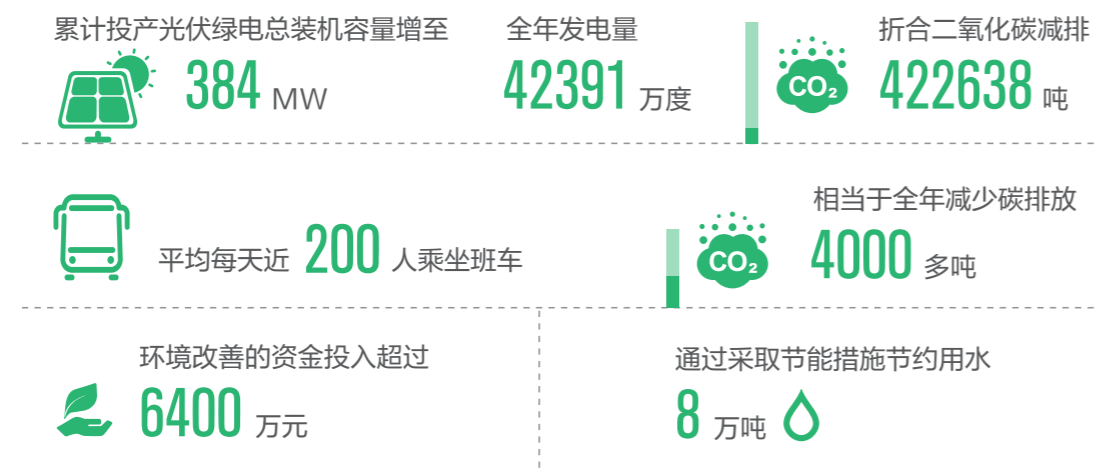 累计投产光伏绿电总装机容量增至
384 MW
全年发电量
42391 万度
折合二氧化碳减排
CO₂
422638 吨
平均每天近 200 人乘坐班车
相当于全年减少碳排放
CO₂
4000 多吨
环境改善的资金投入超过
6400 万元
通过采取节能措施节约用水
8 万吨